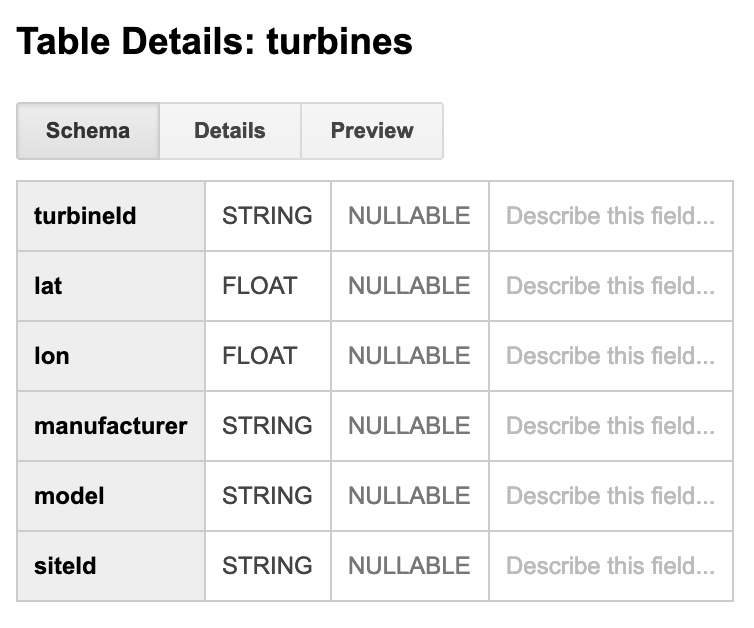 Table Details: turbines
Schema Details Preview
turbineId STRING NULLABLE Describe this field...
lat FLOAT NULLABLE Describe this field...
lon FLOAT NULLABLE Describe this field...
manufacturer STRING NULLABLE Describe this field...
model STRING NULLABLE Describe this field...
siteId STRING NULLABLE Describe this field...